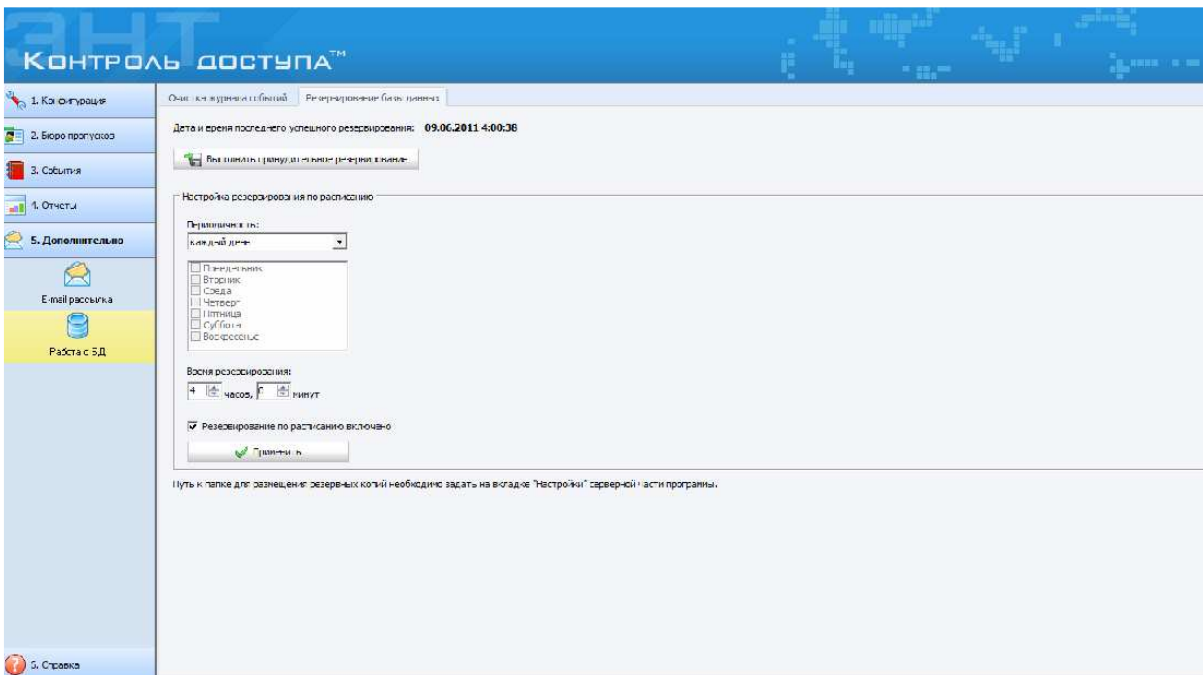 ЭНТ
КОНТРОЛЬ ДОСТУПА™
1. Конфигурация
2. Бюро пропусков
3. События
4. Отчеты
5. Дополнительно
E-mail рассылка
Работа с БД
6. Справка
Очистка журнала событий
Резервирование базы данных
Дата и время последнего успешного резервирования: 09.06.2011 4:00:38
Выполнить принудительное резервирование
Настройка резервирования по расписанию
Периодичность:
каждый день
Понедельник
Вторник
Среда
Четверг
Пятница
Суббота
Воскресенье
Время резервирования:
4 часов, 0 минут
Резервирование по расписанию включено
Применить
Путь к папке для размещения резервных копий необходимо задать на вкладке "Настройки" серверной части программы.